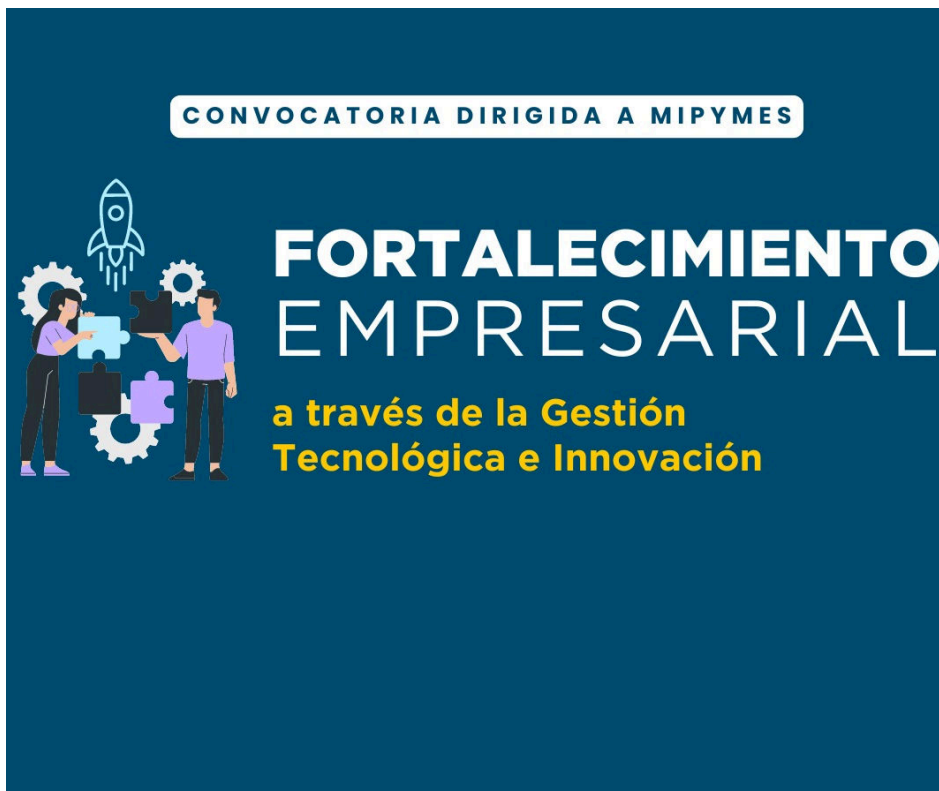 CONVOCATORIA DIRIGIDA A MIPYMES
FORTALECIMIENTO
EMPRESARIAL
a través de la Gestión
Tecnológica e Innovación